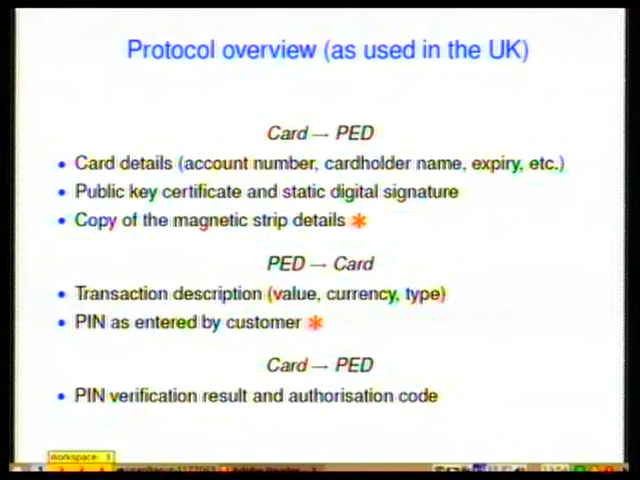 Protocol overview (as used in the UK)
Card → PED
• Card details (account number, cardholder name, expiry, etc.)
• Public key certificate and static digital signature
• Copy of the magnetic strip details *
PED → Card
• Transaction description (value, currency, type)
• PIN as entered by customer *
Card → PED
• PIN verification result and authorisation code
workspace: 3